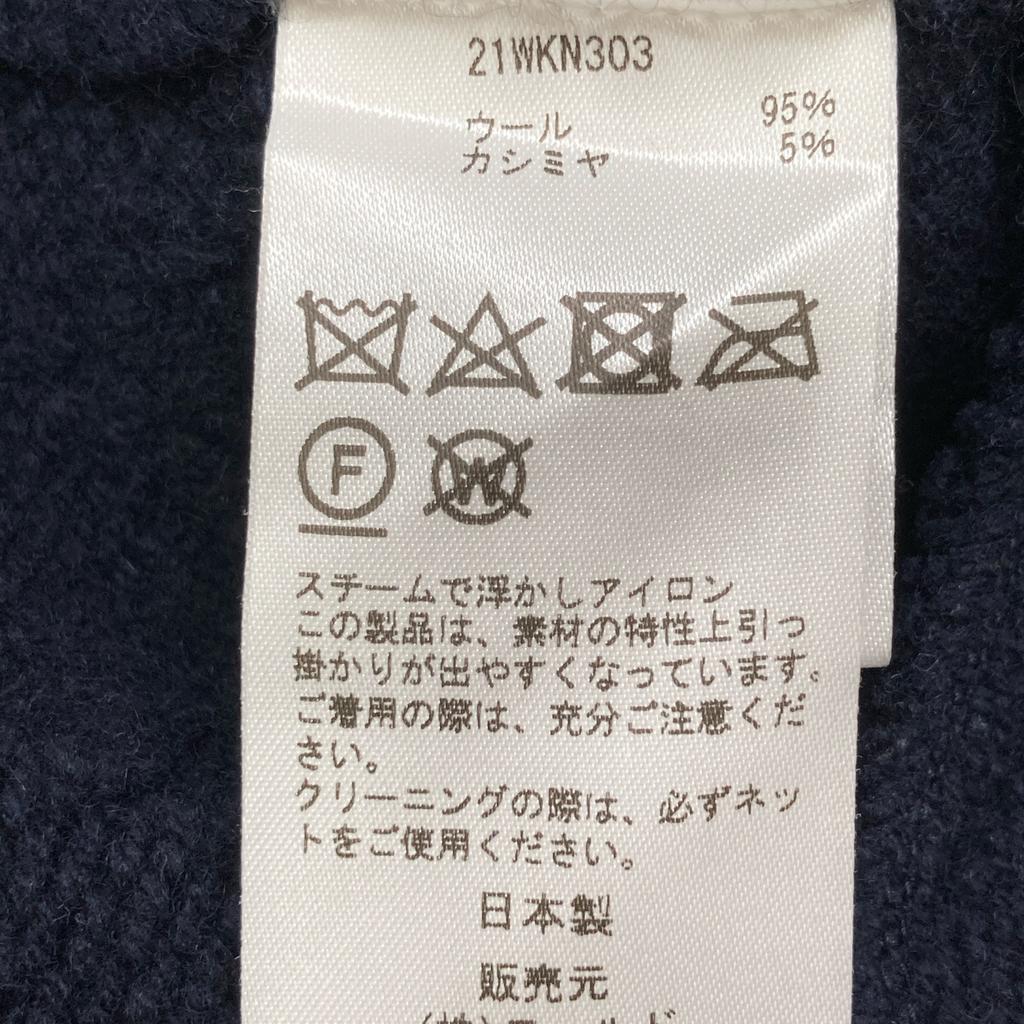 21WKN303
ウール 95%
カシミヤ 5%
F
W
スチームで浮かしアイロン
この製品は、素材の特性上引っ
掛かりが出やすくなっています。
ご着用の際は、充分ご注意くだ
さい。
クリーニングの際は、必ずネッ
トをご使用ください。
日本製
販売元